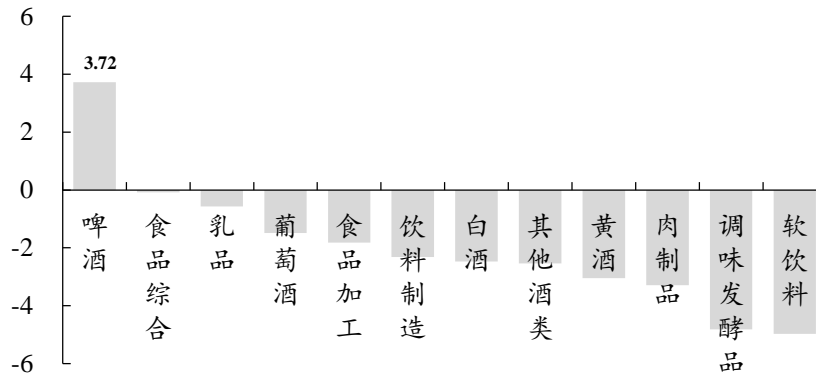 6
3.72
4
2
0
-2
-4
-6
啤酒
食品综合
乳品
葡萄酒
食品加工
饮料制造
白酒
其他酒类
黄酒
肉制品
调味发酵品
软饮料